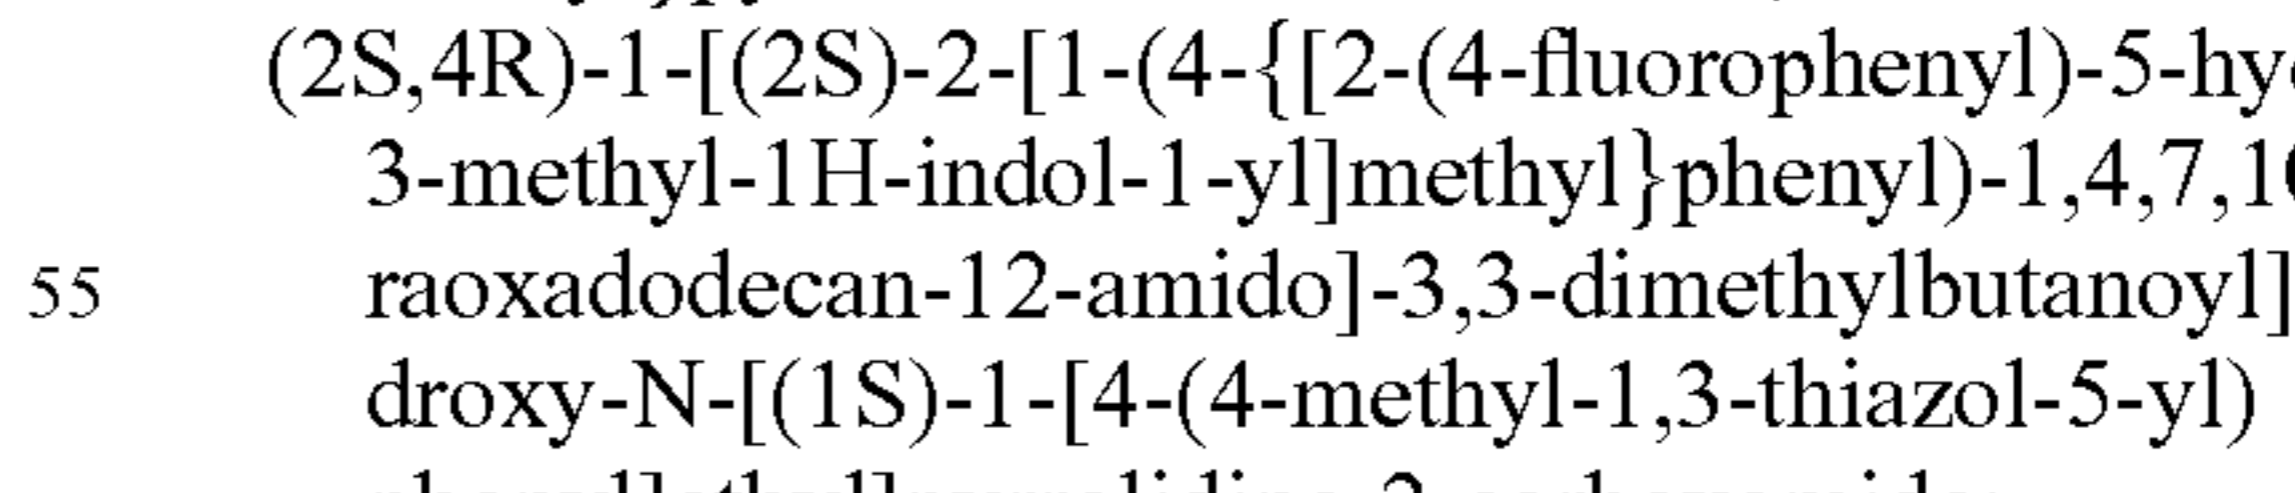 (2S,4R)-1-[(2S)-2-[1-(4-{[2-(4-fluorophenyl)-5-hy
3-methyl-1H-indol-1-yl]methyl}phenyl)-1,4,7,1
55 raoxadodecan-12-amido]-3,3-dimethylbutanoyl]
droxy-N-[(1S)-1-[4-(4-methyl-1,3-thiazol-5-yl)